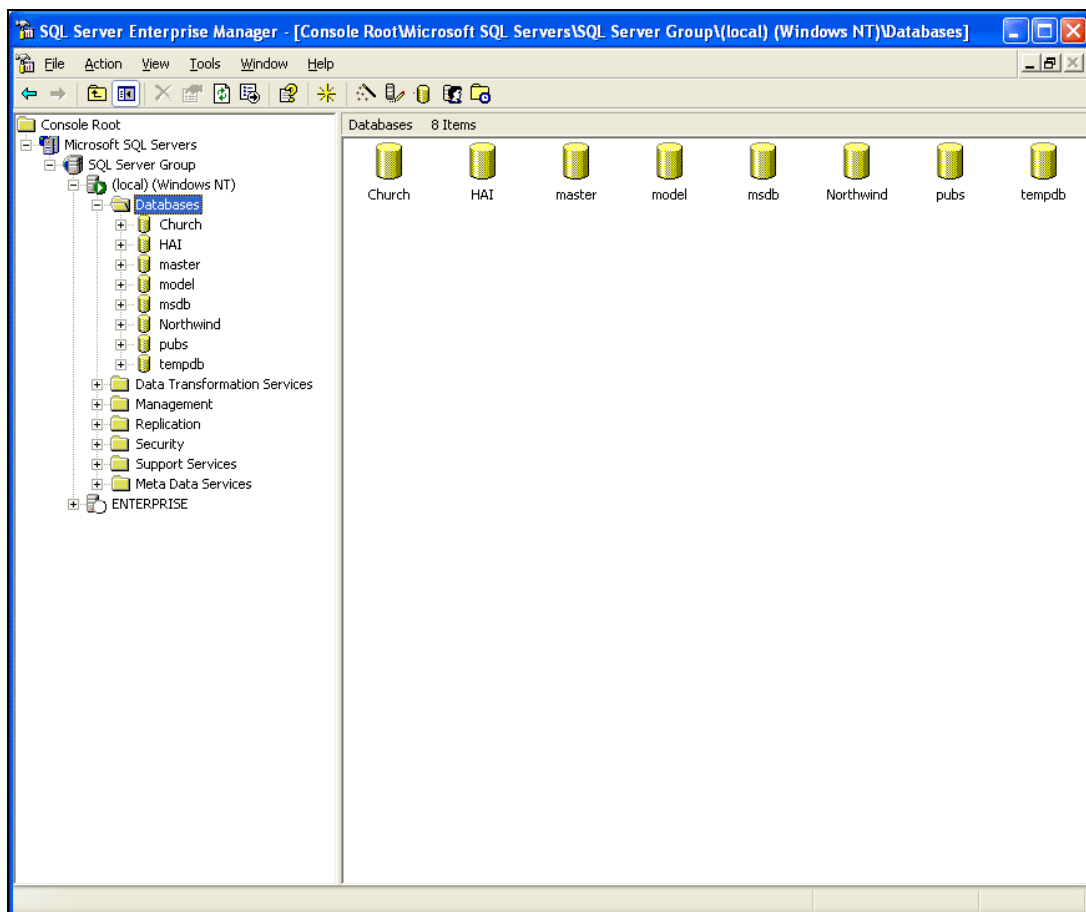 SQL Server Enterprise Manager - [Console Root\Microsoft SQL Servers\SQL Server Group\(local) (Windows NT)\Databases]
File Action View Tools Window Help
Console Root
Microsoft SQL Servers
SQL Server Group
(local) (Windows NT)
Databases
Church
HAI
master
model
msdb
Northwind
pubs
tempdb
Data Transformation Services
Management
Replication
Security
Support Services
Meta Data Services
ENTERPRISE
Databases 8 Items
Church HAI master model msdb Northwind pubs tempdb